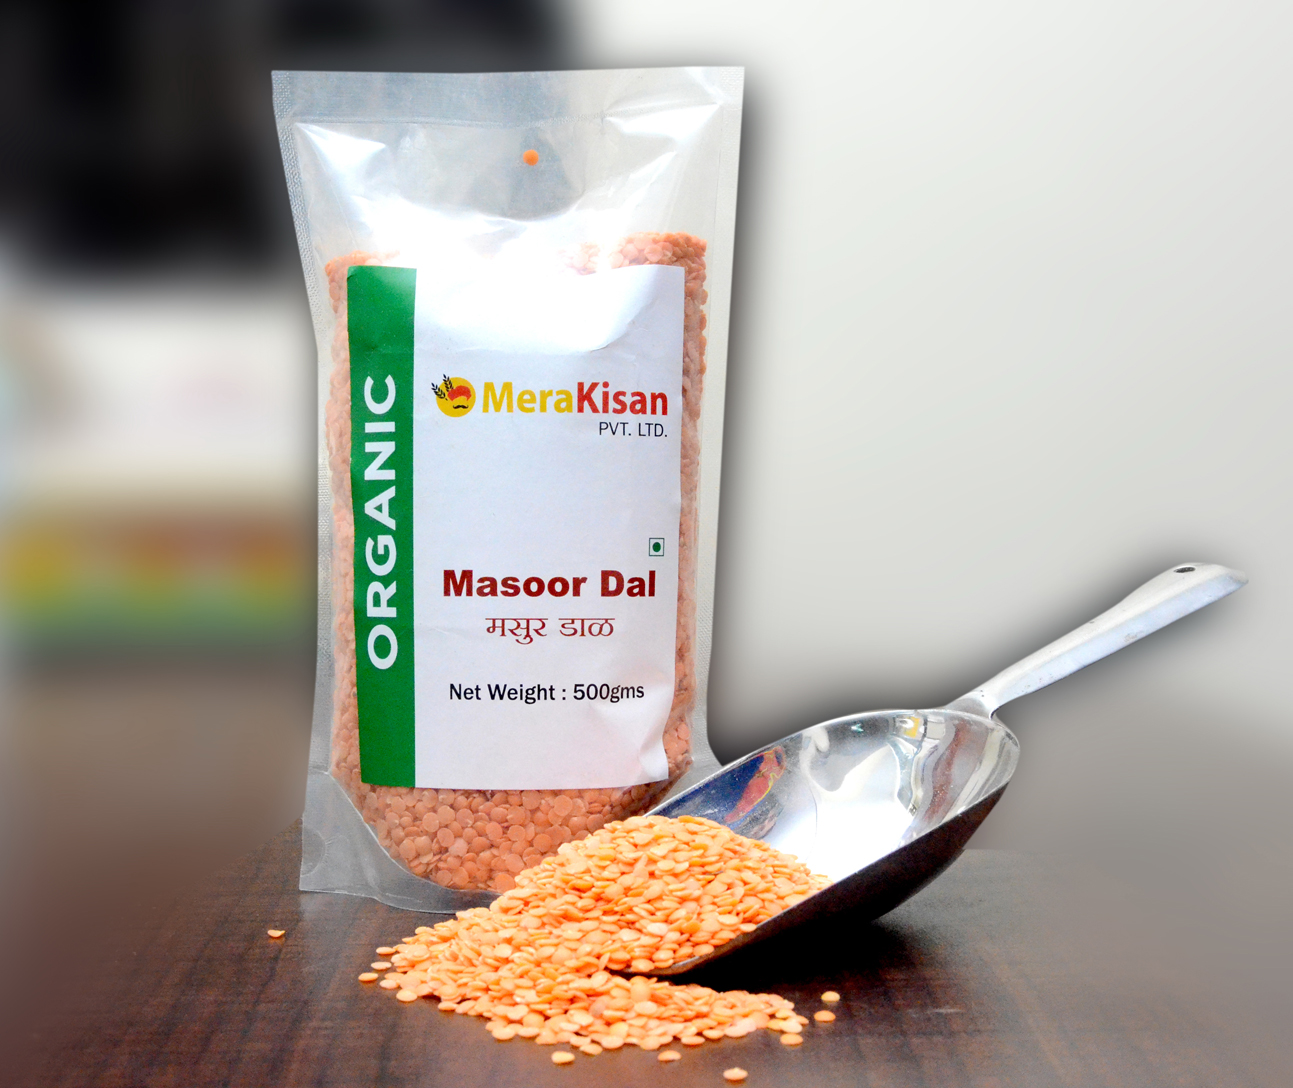 ORGANIC
MeraKisan
PVT. LTD.
Masoor Dal
मसुर डाळ
Net Weight : 500gms